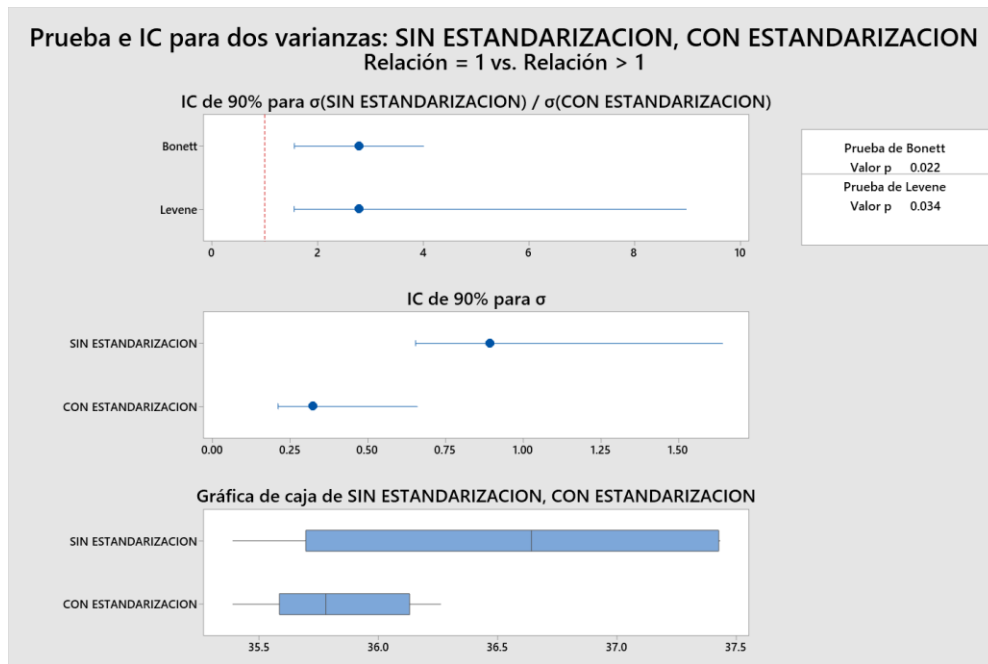 Prueba e IC para dos varianzas: SIN ESTANDARIZACION, CON ESTANDARIZACION
Relación = 1 vs. Relación > 1
IC de 90% para σ(SIN ESTANDARIZACION) / σ(CON ESTANDARIZACION)
Bonett
Levene
0 2 4 6 8 10
Prueba de Bonett
Valor p 0.022
Prueba de Levene
Valor p 0.034
IC de 90% para σ
SIN ESTANDARIZACION
CON ESTANDARIZACION
0.00 0.25 0.50 0.75 1.00 1.25 1.50
Gráfica de caja de SIN ESTANDARIZACION, CON ESTANDARIZACION
SIN ESTANDARIZACION
CON ESTANDARIZACION
35.5 36.0 36.5 37.0 37.5